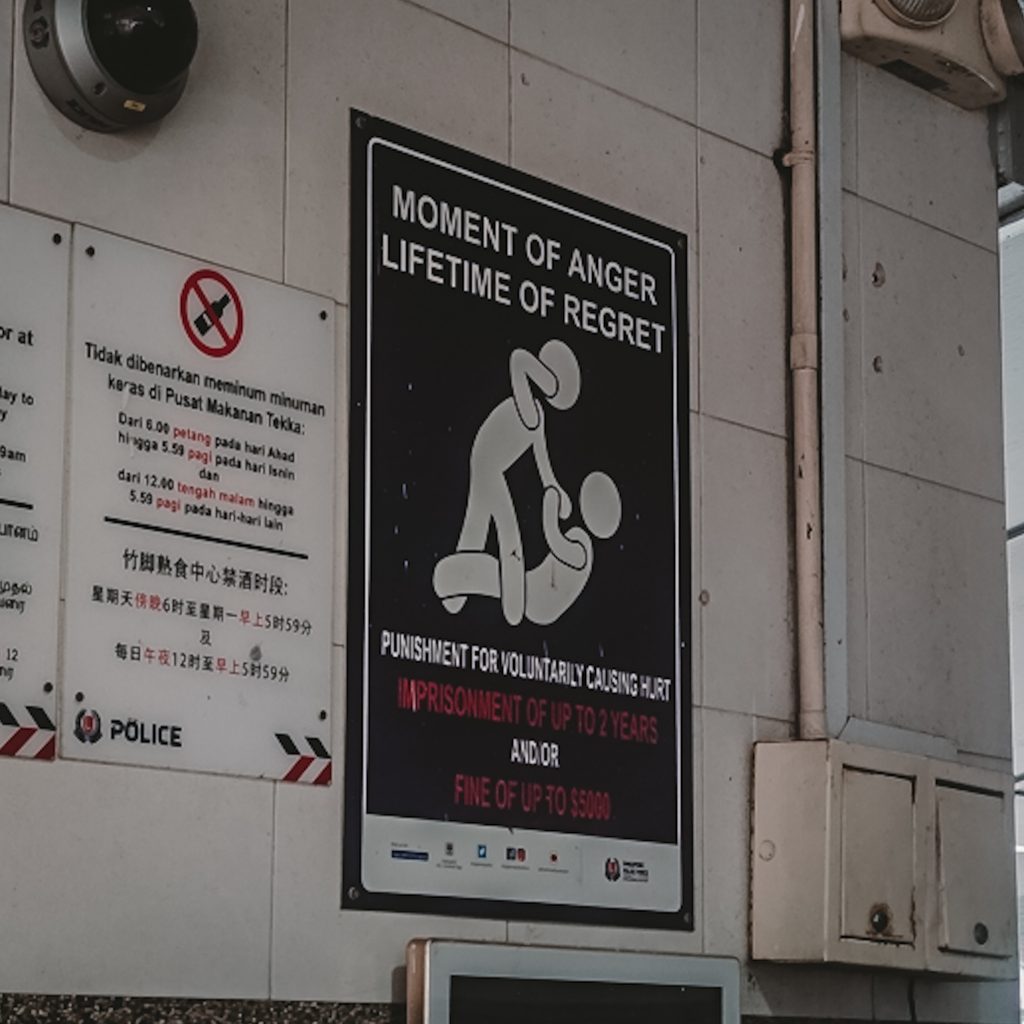 or at
lay to
y
9am
12
Tidak dibenarkan meminum minuman
keras di Pusat Makanan Tekka:
Dari 6.00 petang pada hari Ahad
hingga 5.59 pagi pada hari Isnin
dan
dari 12.00 tengah malam hingga
5.59 pagi pada hari-hari lain
竹脚熟食中心禁酒时段:
星期天傍晚6时至星期一早上5时59分
及
每日午夜12时至早上5时59分
POLICE
MOMENT OF ANGER
LIFETIME OF REGRET
PUNISHMENT FOR VOLUNTARILY CAUSING HURT
IMPRISONMENT OF UP TO 2 YEARS
AND/OR
FINE OF UP TO $5000